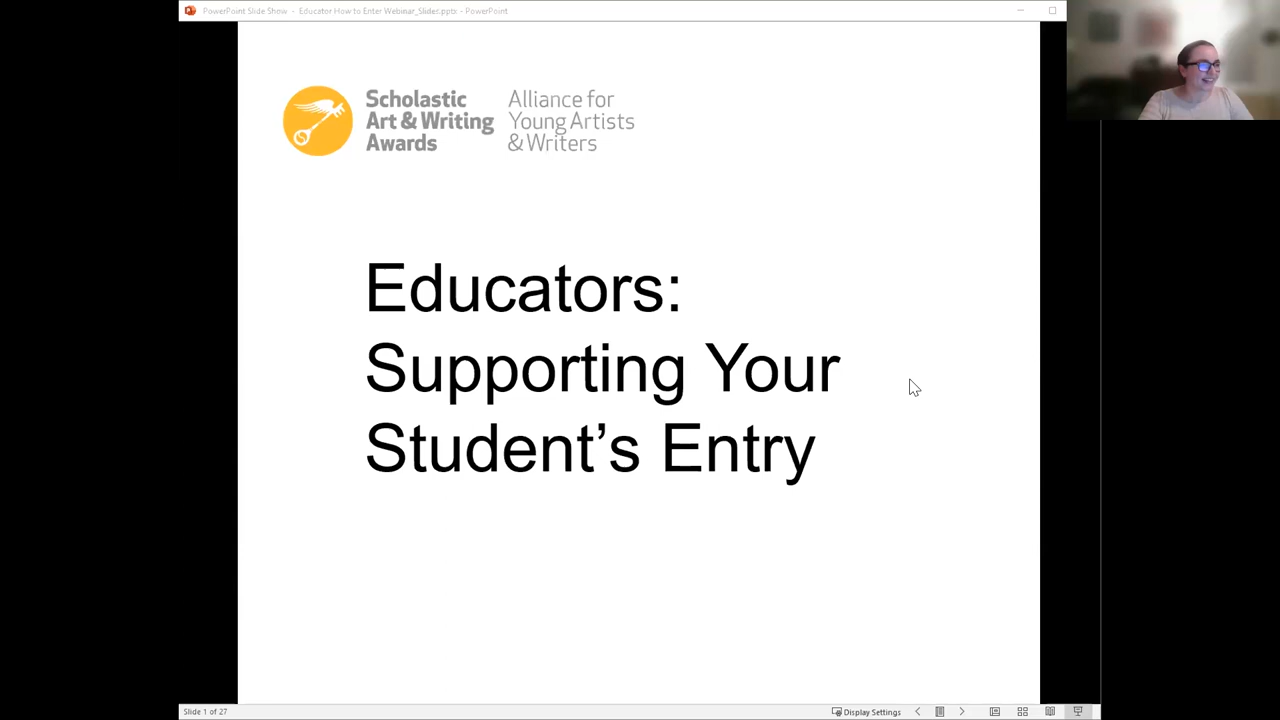 PowerPoint Slide Show - Educator How to Enter Webinar_Slides.pptx - PowerPoint
Scholastic
Art & Writing
Awards
Alliance for
Young Artists
& Writers
Educators:
Supporting Your
Student’s Entry
Slide 1 of 27
Display Settings